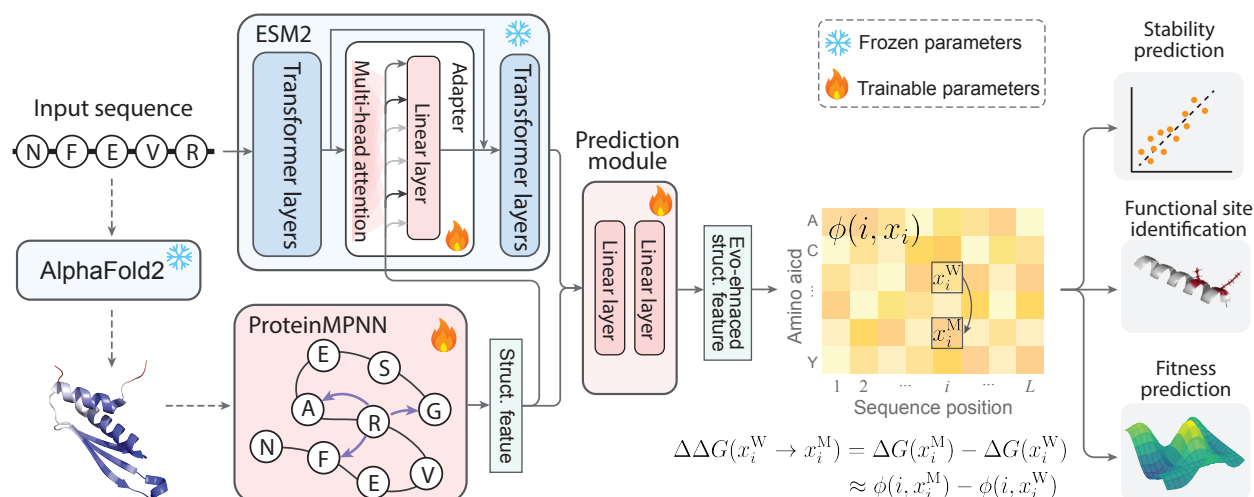 Input sequence
N F E V R
AlphaFold2
ESM2
Transformer layers
Multi-head attention
Linear layer
Adapter
Transformer layers
ProteinMPNN
E
S
A
R
G
N
F
E
V
Struct. feature
Prediction
module
Linear layer
Linear layer
Evo-ehnaced
struct. feature
Frozen parameters
Trainable parameters
ϕ(i, x_i)
Amino aicd
A
C
...
Y
x_i^W
x_i^M
1 2 ... i ... L
Sequence position
ΔΔG(x_i^W → x_i^M) = ΔG(x_i^M) − ΔG(x_i^W)
≈ ϕ(i, x_i^M) − ϕ(i, x_i^W)
Stability
prediction
Functional site
identification
Fitness
prediction